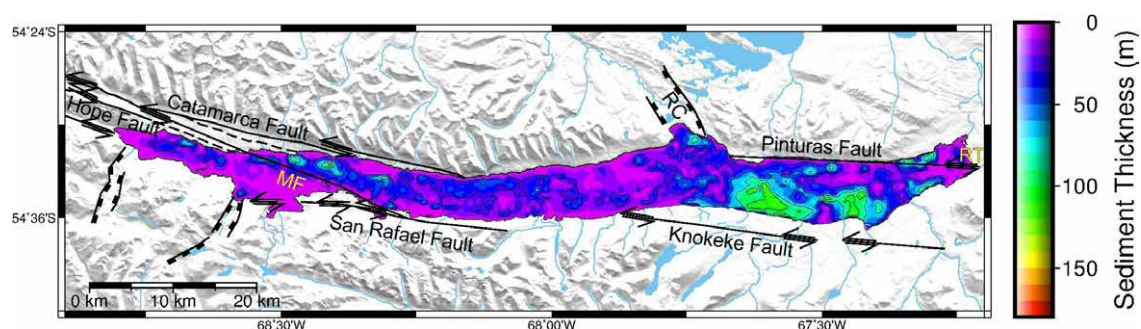 54°24'S
54°36'S
Hope Fault
Catamarca Fault
MF
San Rafael Fault
RC
Pinturas Fault
RT
Knokeke Fault
0 km 10 km 20 km
68°30'W 68°00'W 67°30'W
0
50
100
150
Sediment Thickness (m)